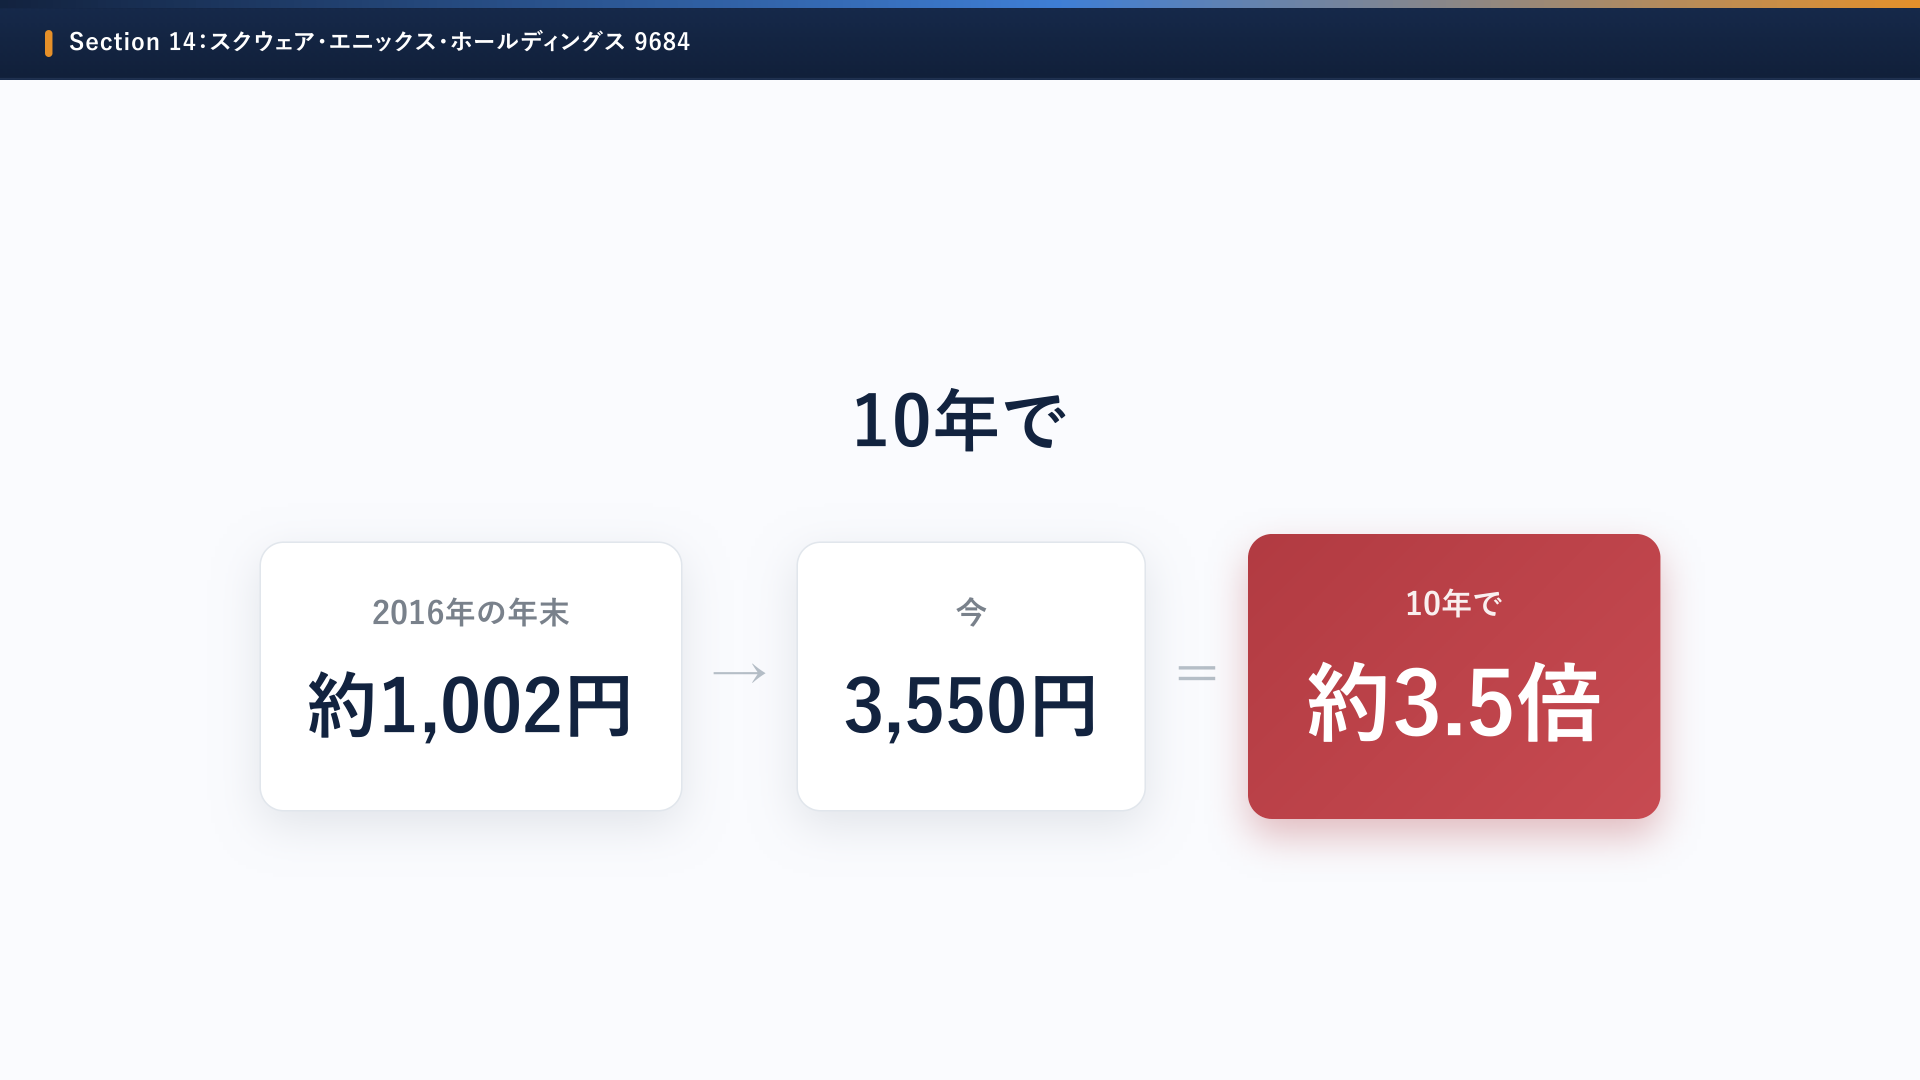 Section 14：スクウェア・エニックス・ホールディングス 9684
10年で
2016年の年末
約1,002円
→
今
3,550円
＝
10年で
約3.5倍